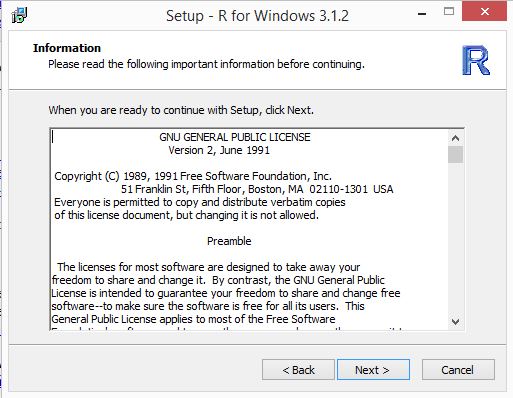 Setup - R for Windows 3.1.2
Information
Please read the following important information before continuing.
R
When you are ready to continue with Setup, click Next.
GNU GENERAL PUBLIC LICENSE
Version 2, June 1991
Copyright (C) 1989, 1991 Free Software Foundation, Inc.
51 Franklin St, Fifth Floor, Boston, MA 02110-1301 USA
Everyone is permitted to copy and distribute verbatim copies
of this license document, but changing it is not allowed.
Preamble
The licenses for most software are designed to take away your
freedom to share and change it. By contrast, the GNU General Public
License is intended to guarantee your freedom to share and change free
software--to make sure the software is free for all its users. This
General Public License applies to most of the Free Software
< Back
Next >
Cancel